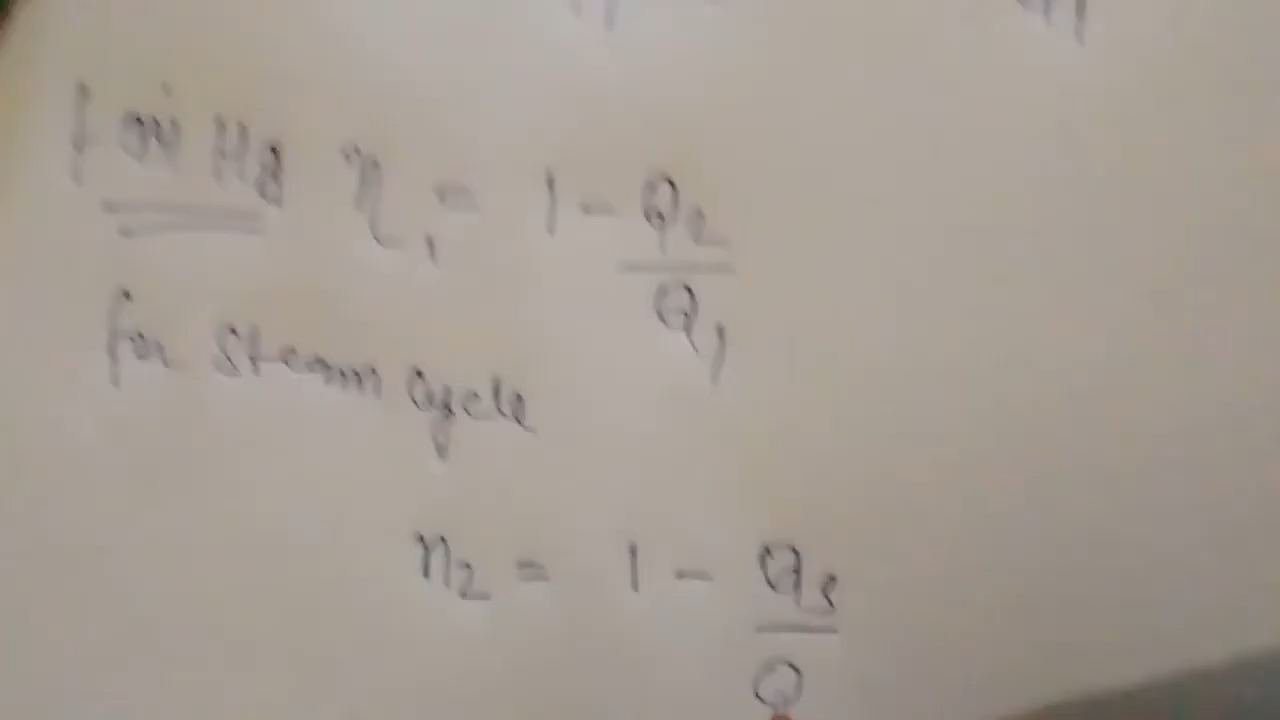 for Hg η₁ = 1 - Q₂/Q₁
for steam cycle
η₂ = 1 - Q₃/Q